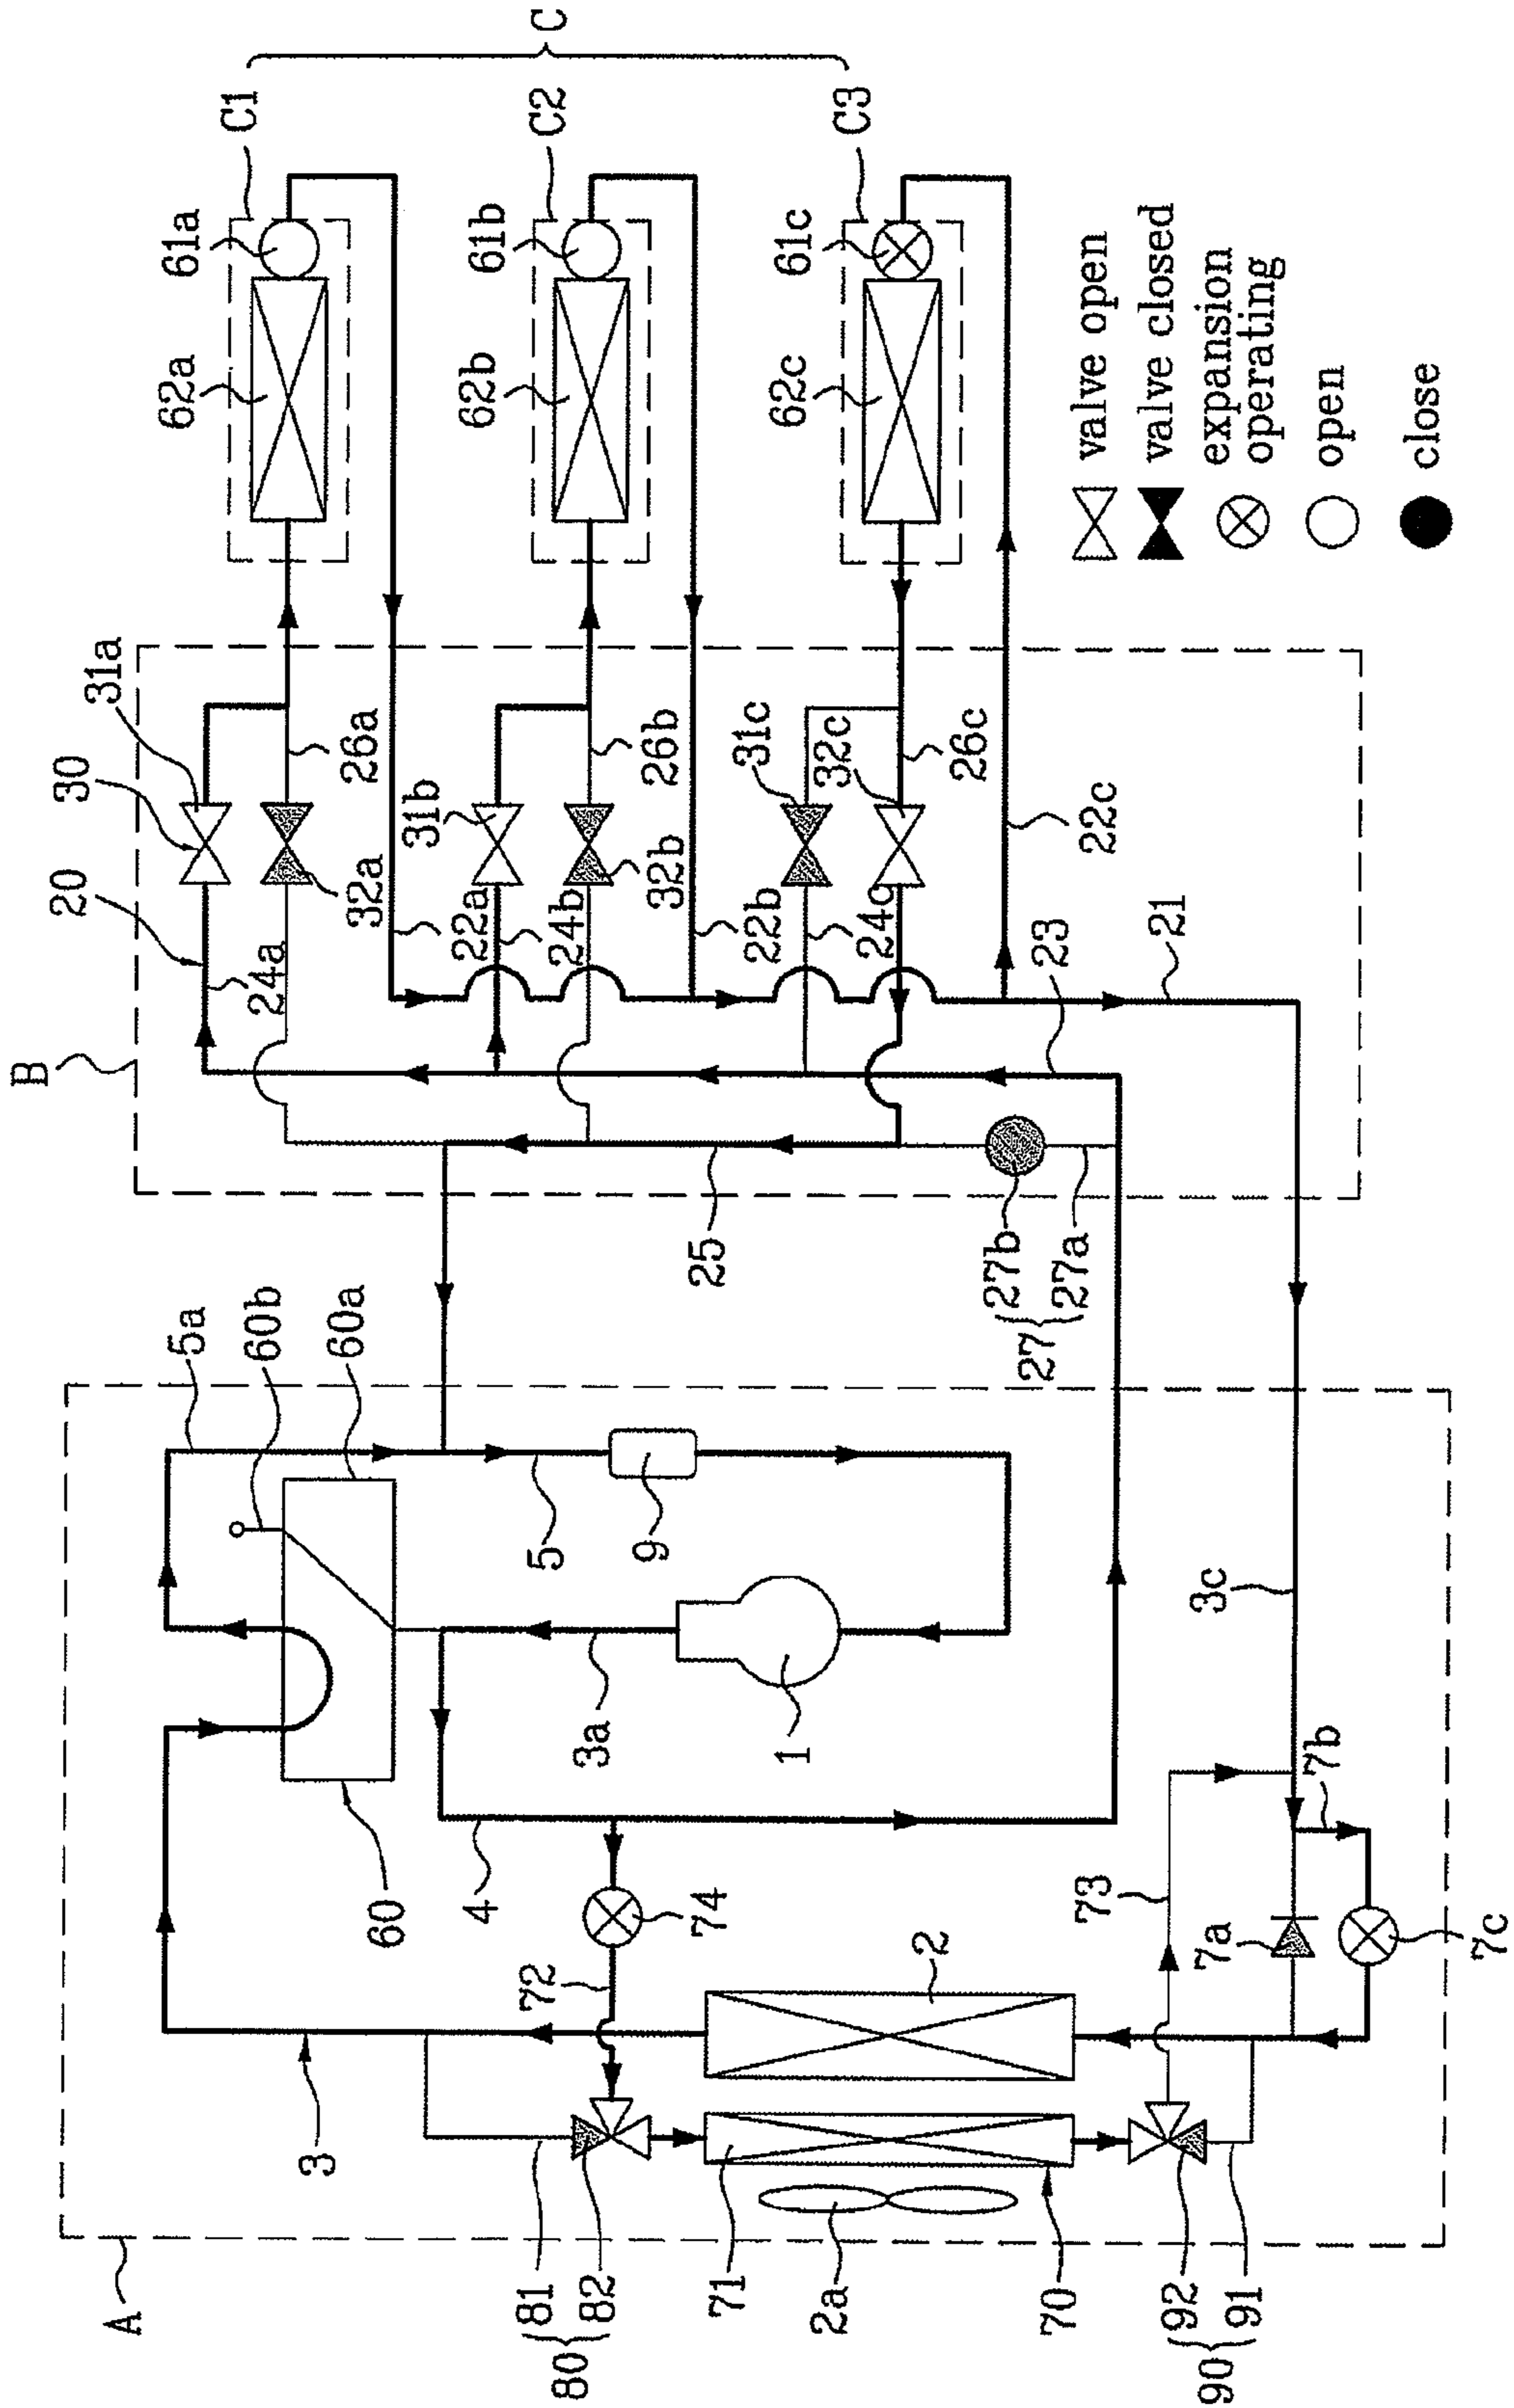 C
C1
C2
C3
61a
62a
61b
62b
61c
62c
valve open
valve closed
expansion
operating
open
close
B
20
30
31a
26a
24a
32a
22a
31b
26b
24b
32b
22b
31c
32c
26c
24c
22c
23
21
25
27b
27a
27
A
5a
60b
60a
60
5
9
3a
1
4
3c
74
72
73
7b
7a
7c
2
3
81
82
80
71
2a
70
92
91
90